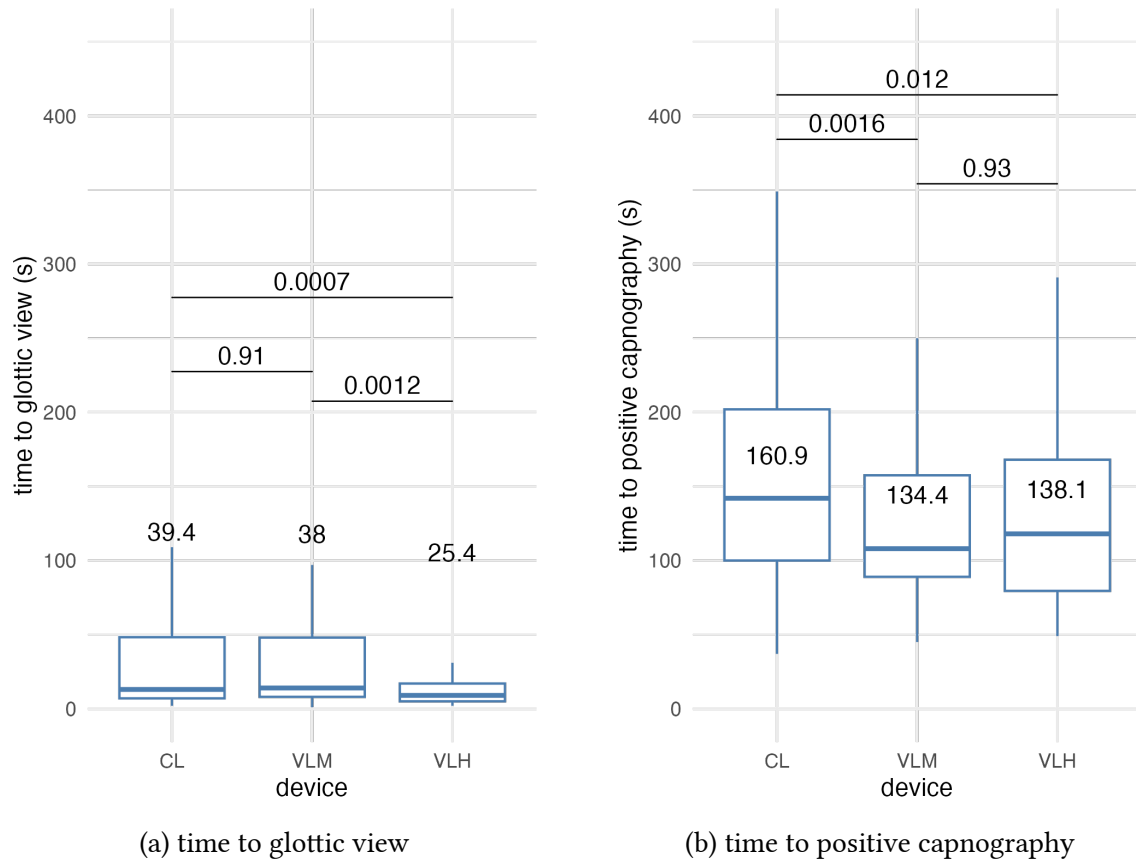 time to glottic view (s)
400
300
200
100
0
0.0007
0.91
0.0012
39.4
38
25.4
CL
VLM
VLH
device
(a) time to glottic view
time to positive capnography (s)
400
300
200
100
0
0.012
0.0016
0.93
160.9
134.4
138.1
CL
VLM
VLH
device
(b) time to positive capnography